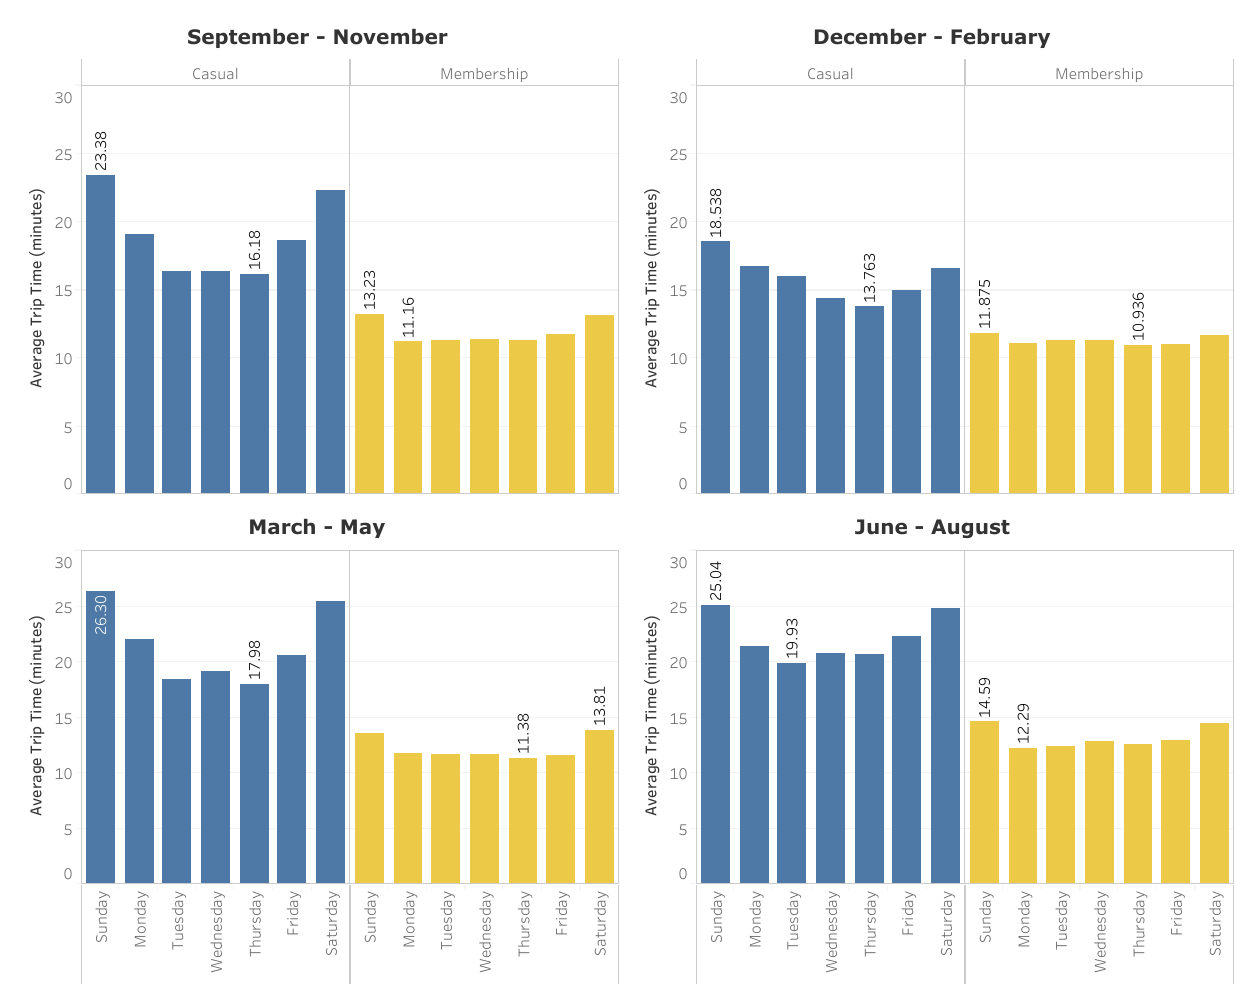 September - November
Casual
Membership
Average Trip Time (minutes)
30
25
20
15
10
5
0
23.38
16.18
13.23
11.16
December - February
Casual
Membership
Average Trip Time (minutes)
30
25
20
15
10
5
0
18.538
13.763
11.875
10.936
March - May
Average Trip Time (minutes)
30
25
20
15
10
5
0
26.30
17.98
11.38
13.81
Sunday
Monday
Tuesday
Wednesday
Thursday
Friday
Saturday
Sunday
Monday
Tuesday
Wednesday
Thursday
Friday
Saturday
June - August
Average Trip Time (minutes)
30
25
20
15
10
5
0
25.04
19.93
14.59
12.29
Sunday
Monday
Tuesday
Wednesday
Thursday
Friday
Saturday
Sunday
Monday
Tuesday
Wednesday
Thursday
Friday
Saturday